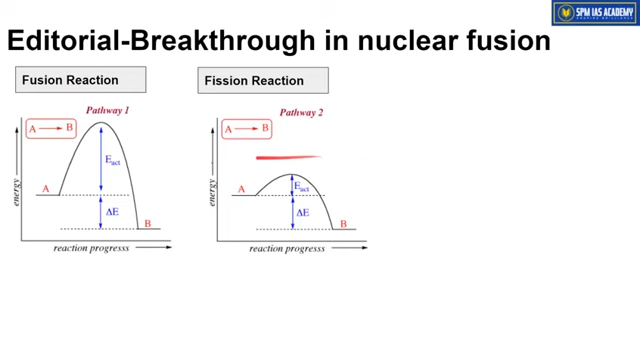 SPM IAS ACADEMY
Editorial-Breakthrough in nuclear fusion
Fusion Reaction
Fission Reaction
Pathway 1
A → B
energy
A
E act
ΔE
B
reaction progresss
Pathway 2
A → B
energy
A
E act
ΔE
B
reaction progresss